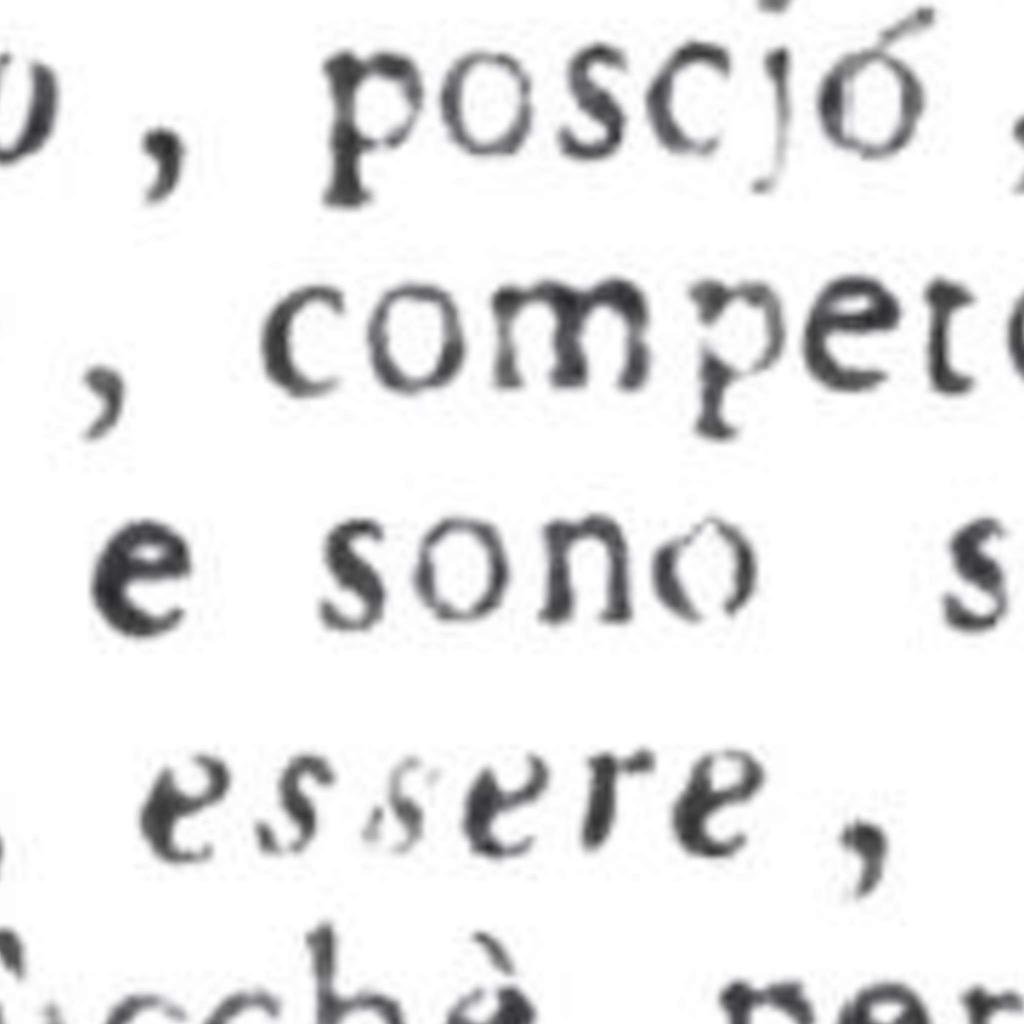 , poscjó
, compet
e sono s
essere,